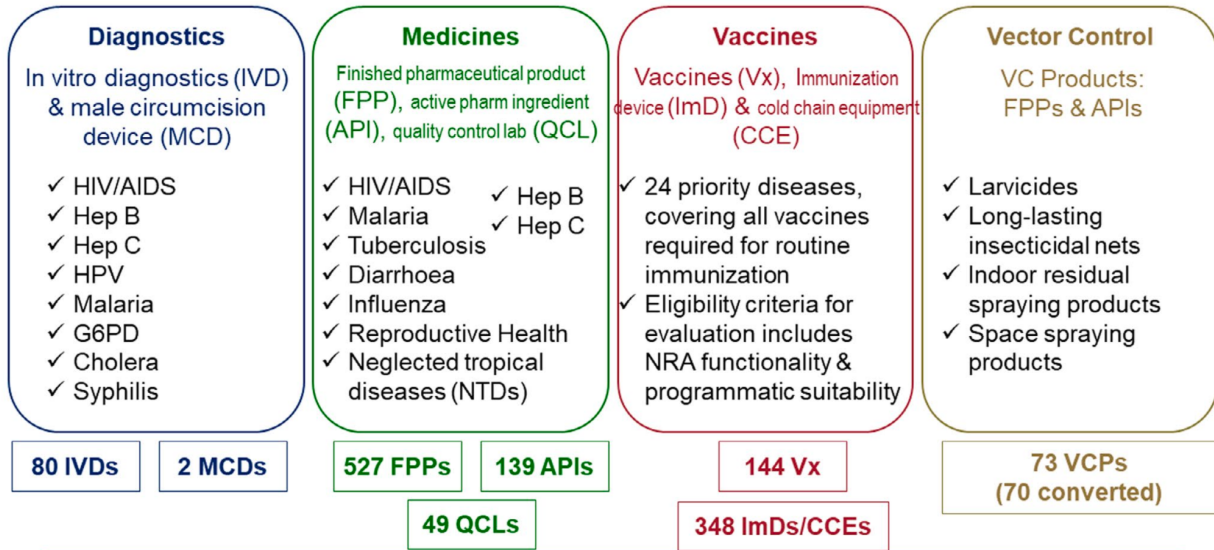 Diagnostics
In vitro diagnostics (IVD)
& male circumcision
device (MCD)
✓ HIV/AIDS
✓ Hep B
✓ Hep C
✓ HPV
✓ Malaria
✓ G6PD
✓ Cholera
✓ Syphilis
80 IVDs
2 MCDs
Medicines
Finished pharmaceutical product
(FPP), active pharm ingredient
(API), quality control lab (QCL)
✓ HIV/AIDS
✓ Malaria
✓ Tuberculosis
✓ Diarrhoea
✓ Influenza
✓ Reproductive Health
✓ Neglected tropical
diseases (NTDs)
✓ Hep B
✓ Hep C
527 FPPs
139 APIs
49 QCLs
Vaccines
Vaccines (Vx), Immunization
device (ImD) & cold chain equipment
(CCE)
✓ 24 priority diseases,
covering all vaccines
required for routine
immunization
✓ Eligibility criteria for
evaluation includes
NRA functionality &
programmatic suitability
144 Vx
348 ImDs/CCEs
Vector Control
VC Products:
FPPs & APIs
✓ Larvicides
✓ Long-lasting
insecticidal nets
✓ Indoor residual
spraying products
✓ Space spraying
products
73 VCPs
(70 converted)